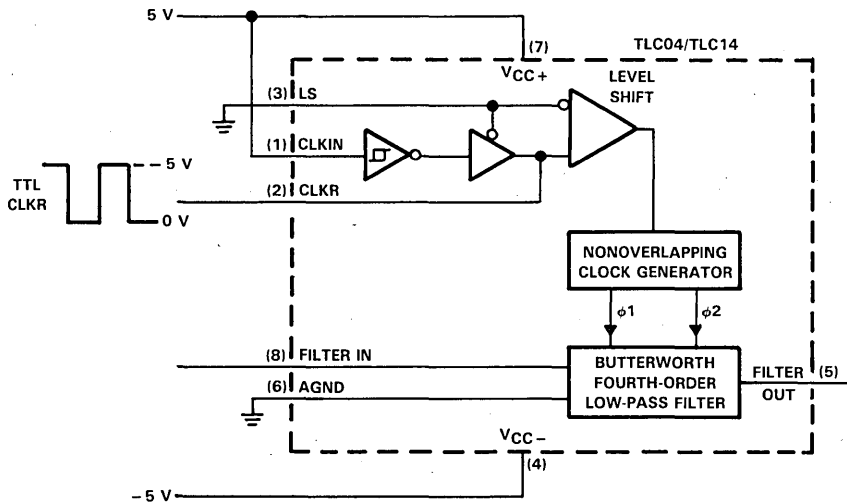 5 V
(7)
TLC04/TLC14
VCC+
LEVEL
SHIFT
(3) LS
(1) CLKIN
5 V
TTL
CLKR
(2) CLKR
0 V
NONOVERLAPPING
CLOCK GENERATOR
ϕ1
ϕ2
(8) FILTER IN
BUTTERWORTH
FOURTH-ORDER
LOW-PASS FILTER
FILTER
OUT
(5)
(6) AGND
VCC−
(4)
−5 V